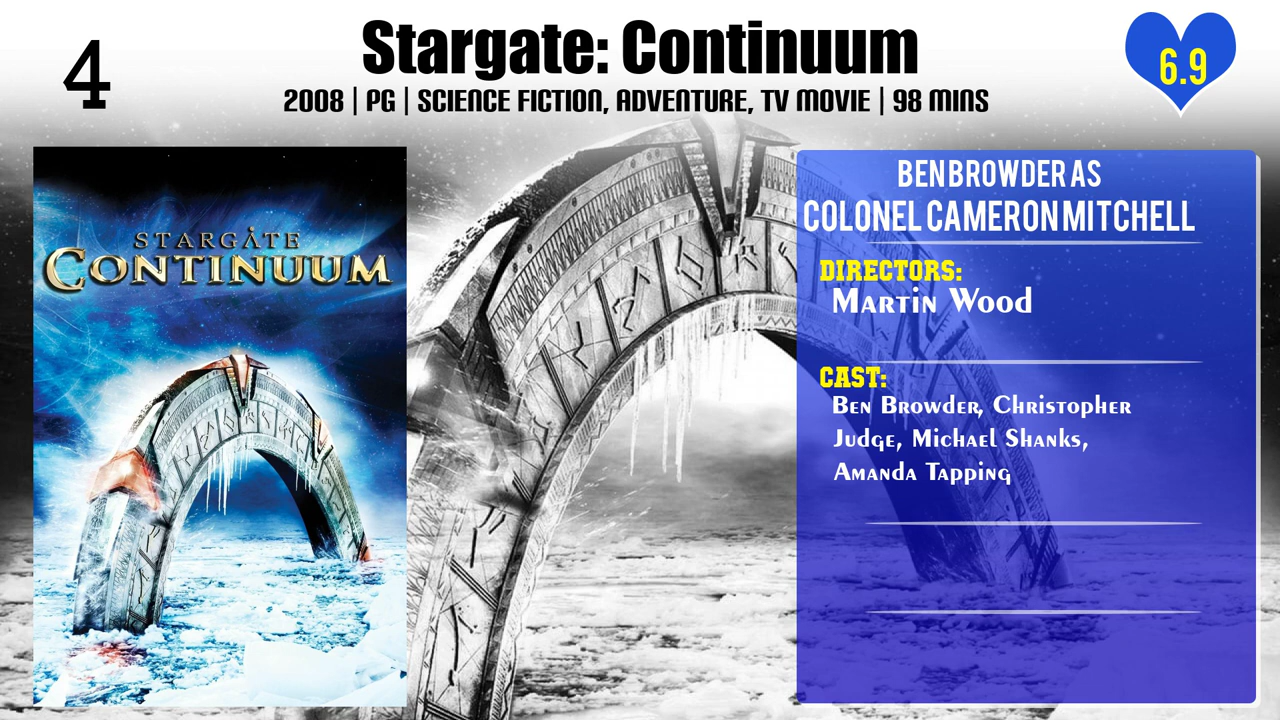 4
Stargate: Continuum
2008 | PG | SCIENCE FICTION, ADVENTURE, TV MOVIE | 98 MINS
6.9
STARGATE
CONTINUUM
BEN BROWDER AS
COLONEL CAMERON MITCHELL
DIRECTORS:
Martin Wood
CAST:
Ben Browder, Christopher
Judge, Michael Shanks,
Amanda Tapping